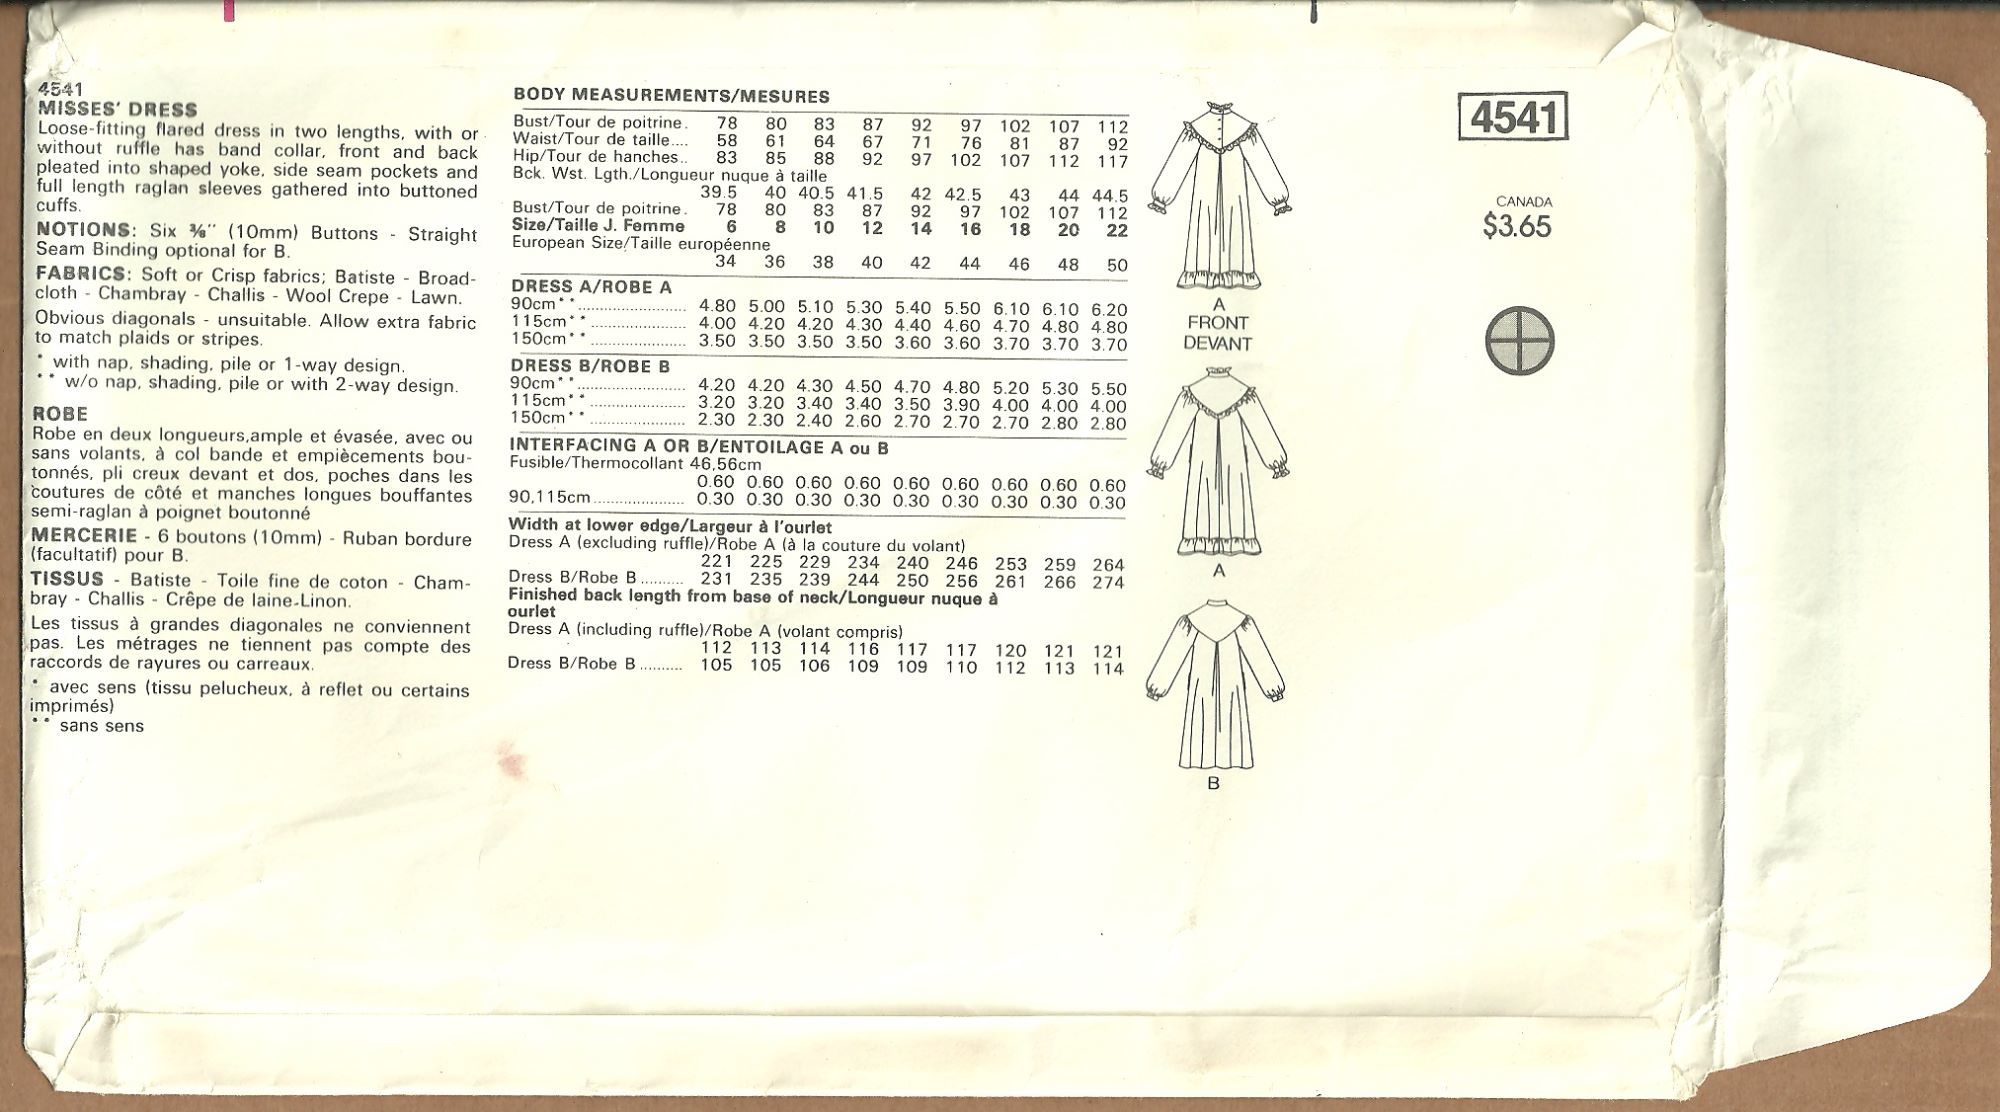 4541
MISSES' DRESS
Loose-fitting flared dress in two lengths, with or
without ruffle has band collar, front and back
pleated into shaped yoke, side seam pockets and
full length raglan sleeves gathered into buttoned
cuffs.
NOTIONS: Six ⅜" (10mm) Buttons - Straight
Seam Binding optional for B.
FABRICS: Soft or Crisp fabrics; Batiste - Broad-
cloth - Chambray - Challis - Wool Crepe - Lawn.
Obvious diagonals - unsuitable. Allow extra fabric
to match plaids or stripes.
* with nap, shading, pile or 1-way design.
** w/o nap, shading, pile or with 2-way design.
ROBE
Robe en deux longueurs,ample et évasée, avec ou
sans volants, à col bande et empiècements bou-
tonnés, pli creux devant et dos, poches dans les
coutures de côté et manches longues bouffantes
semi-raglan à poignet boutonné
MERCERIE - 6 boutons (10mm) - Ruban bordure
(facultatif) pour B.
TISSUS - Batiste - Toile fine de coton - Cham-
bray - Challis - Crêpe de laine-Linon.
Les tissus à grandes diagonales ne conviennent
pas. Les métrages ne tiennent pas compte des
raccords de rayures ou carreaux.
* avec sens (tissu pelucheux, à reflet ou certains
imprimés)
** sans sens
BODY MEASUREMENTS/MESURES
Bust/Tour de poitrine. 78 80 83 87 92 97 102 107 112
Waist/Tour de taille.... 58 61 64 67 71 76 81 87 92
Hip/Tour de hanches.. 83 85 88 92 97 102 107 112 117
Bck. Wst. Lgth./Longueur nuque à taille
39.5 40 40.5 41.5 42 42.5 43 44 44.5
Bust/Tour de poitrine. 78 80 83 87 92 97 102 107 112
Size/Taille J. Femme 6 8 10 12 14 16 18 20 22
European Size/Taille européenne
34 36 38 40 42 44 46 48 50
DRESS A/ROBE A
90cm** ........................ 4.80 5.00 5.10 5.30 5.40 5.50 6.10 6.10 6.20
115cm** ..................... 4.00 4.20 4.20 4.30 4.40 4.60 4.70 4.80 4.80
150cm** ..................... 3.50 3.50 3.50 3.50 3.60 3.60 3.70 3.70 3.70
DRESS B/ROBE B
90cm** ........................ 4.20 4.20 4.30 4.50 4.70 4.80 5.20 5.30 5.50
115cm** ..................... 3.20 3.20 3.40 3.40 3.50 3.90 4.00 4.00 4.00
150cm** ..................... 2.30 2.30 2.40 2.60 2.70 2.70 2.70 2.80 2.80
INTERFACING A OR B/ENTOILAGE A ou B
Fusible/Thermocollant 46,56cm
0.60 0.60 0.60 0.60 0.60 0.60 0.60 0.60 0.60
90,115cm .................... 0.30 0.30 0.30 0.30 0.30 0.30 0.30 0.30 0.30
Width at lower edge/Largeur à l'ourlet
Dress A (excluding ruffle)/Robe A (à la couture du volant)
221 225 229 234 240 246 253 259 264
Dress B/Robe B .......... 231 235 239 244 250 256 261 266 274
Finished back length from base of neck/Longueur nuque à
ourlet
Dress A (including ruffle)/Robe A (volant compris)
112 113 114 116 117 117 120 121 121
Dress B/Robe B .......... 105 105 106 109 109 110 112 113 114
A
FRONT
DEVANT
A
B
4541
CANADA
$3.65